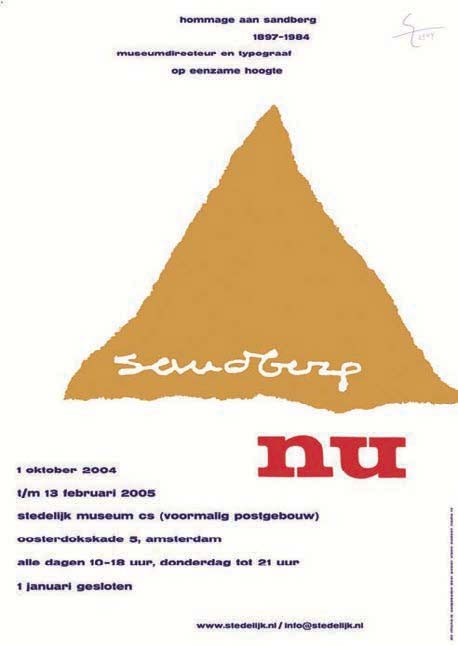 hommage aan sandberg
1897-1984
museumdirecteur en typograaf
op eenzame hoogte
2004
sandberg
nu
1 oktober 2004
t/m 13 februari 2005
stedelijk museum cs (voormalig postgebouw)
oosterdokskade 5, amsterdam
alle dagen 10-18 uur, donderdag tot 21 uur
1 januari gesloten
www.stedelijk.nl / info@stedelijk.nl